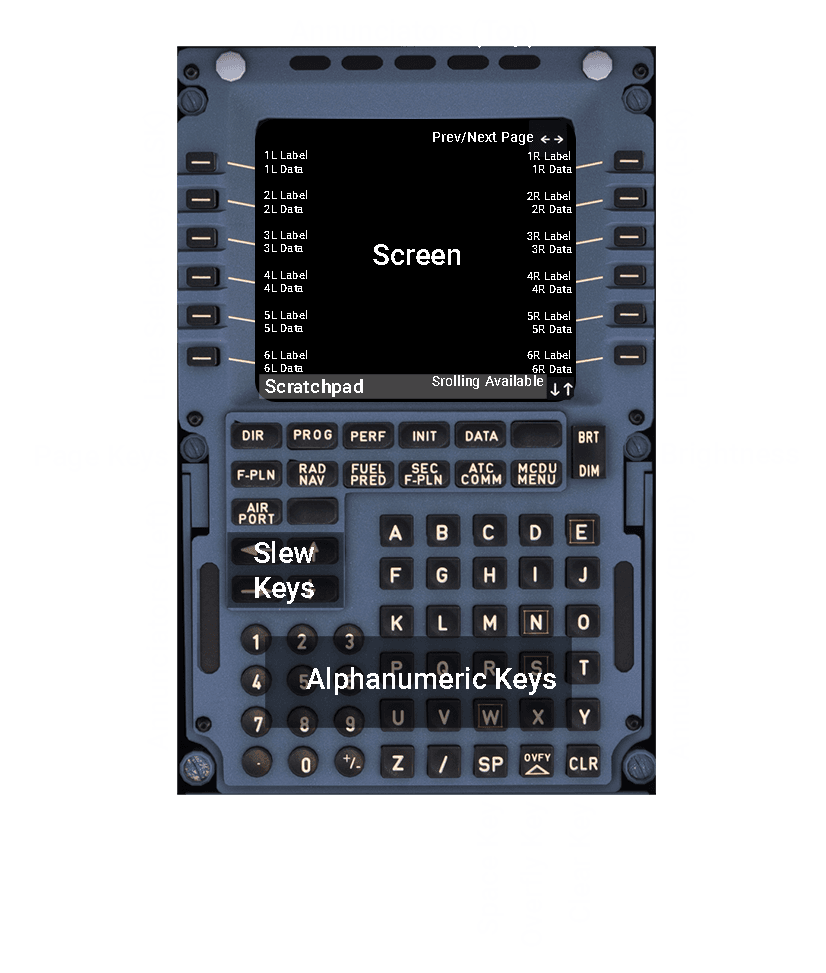 Prev/Next Page ← →
1L Label 1R Label
1L Data 1R Data
2L Label 2R Label
2L Data 2R Data
3L Label 3R Label
3L Data 3R Data
Screen
4L Label 4R Label
4L Data 4R Data
5L Label 5R Label
5L Data 5R Data
6L Label 6R Label
6L Data 6R Data
Scratchpad Srolling Available ↓↑
DIR PROG PERF INIT DATA BRT
F-PLN RAD NAV FUEL PRED SEC F-PLN ATC COMM MCDU MENU DIM
AIR PORT
A B C D E
Slew
Keys
F G H I J
K L M N O
1 2 3
P Q R S T
4 5
Alphanumeric Keys
U V W X Y
7 8 9
. 0 +/- Z / SP OVFY CLR